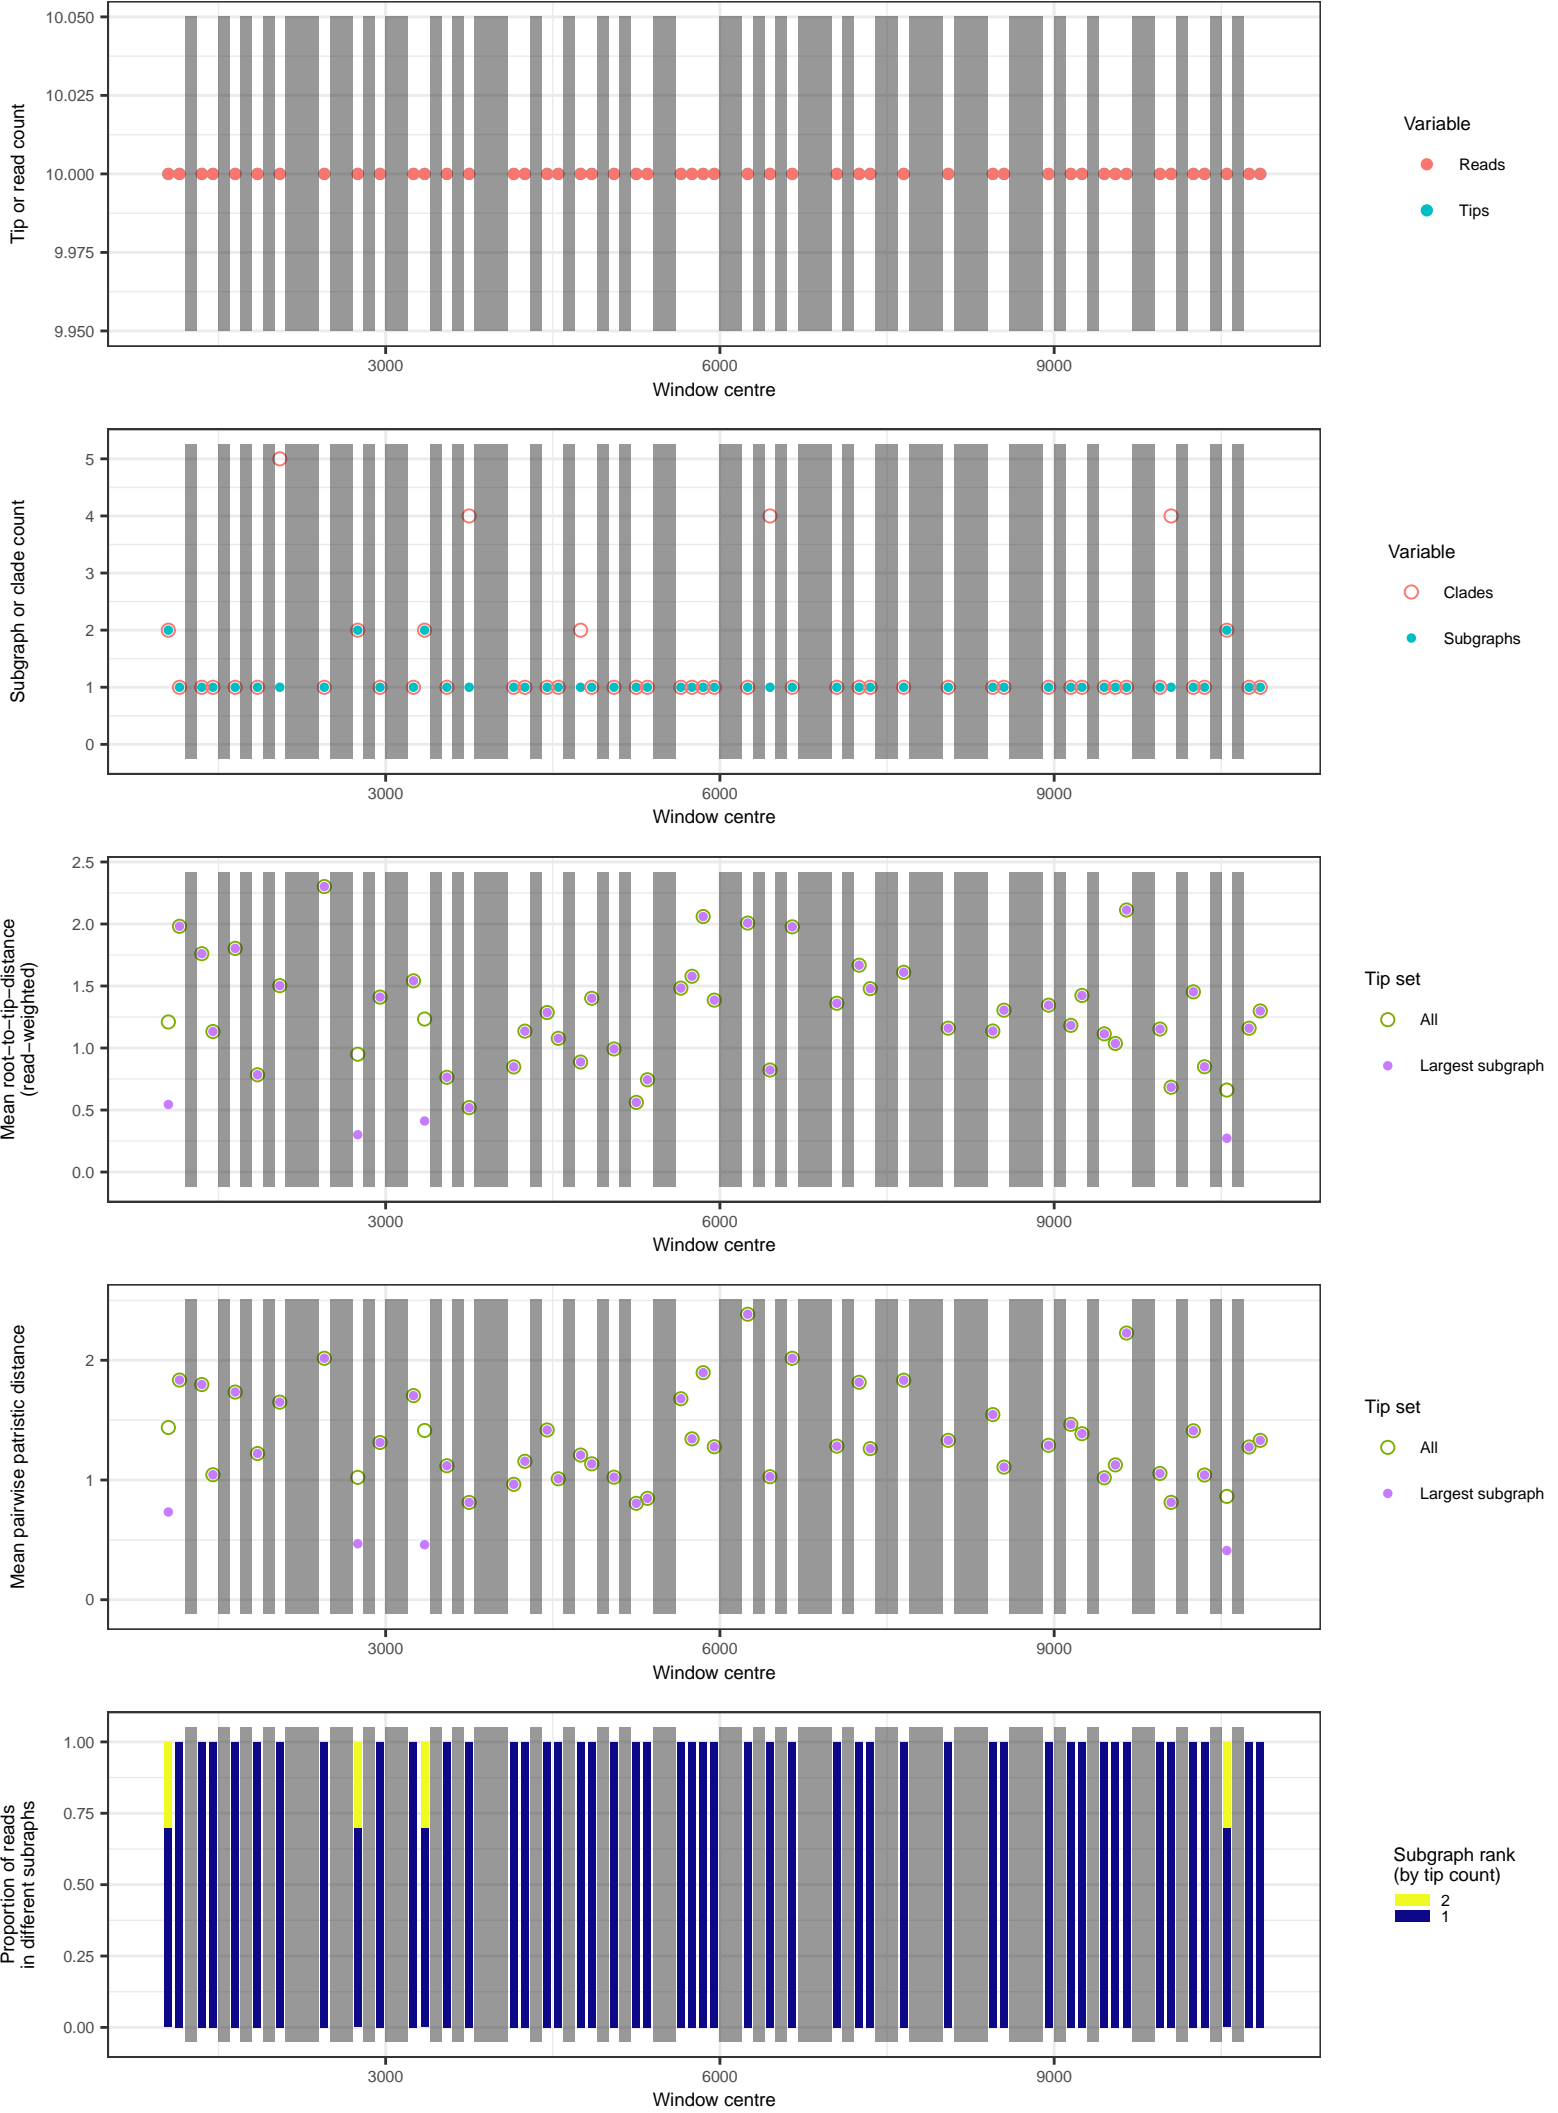 10.050
10.025
10.000
9.975
9.950
Tip or read count
3000
6000
9000
Window centre
Variable
Reads
Tips
5
4
3
2
1
0
Subgraph or clade count
3000
6000
9000
Window centre
Variable
Clades
Subgraphs
2.5
2.0
1.5
1.0
0.5
0.0
Mean root−to−tip−distance
(read−weighted)
3000
6000
9000
Window centre
Tip set
All
Largest subgraph
2
1
0
Mean pairwise patristic distance
3000
6000
9000
Window centre
Tip set
All
Largest subgraph
1.00
0.75
0.50
0.25
0.00
Proportion of reads
in different subraphs
3000
6000
9000
Window centre
Subgraph rank
(by tip count)
2
1